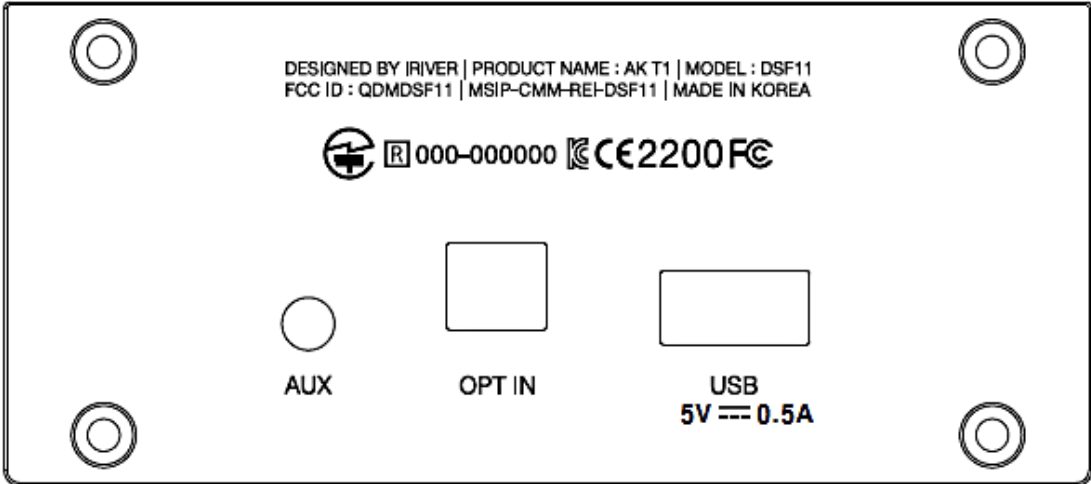 DESIGNED BY IRIVER | PRODUCT NAME : AK T1 | MODEL : DSF11
FCC ID : QDMDSF11 | MSIP-CMM-REI-DSF11 | MADE IN KOREA
R 000-000000 KC CE2200 FC
AUX OPT IN USB
5V ⎓ 0.5A